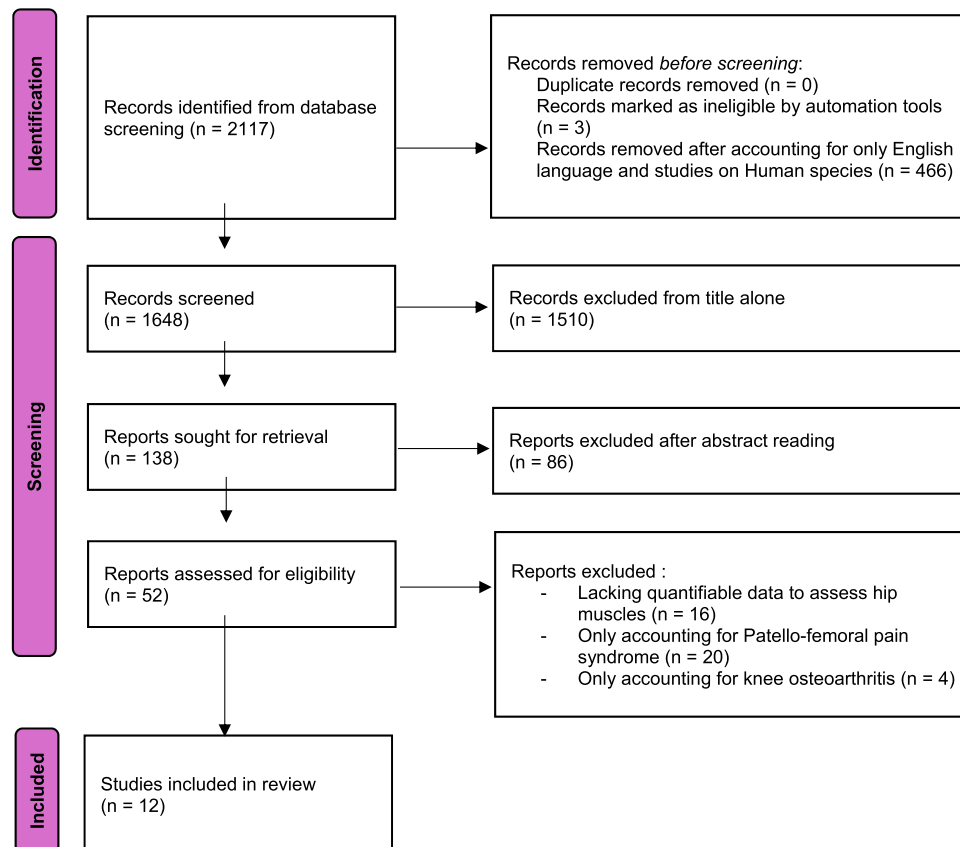 Identification
Records identified from database
screening (n = 2117)
Records removed before screening:
Duplicate records removed (n = 0)
Records marked as ineligible by automation tools
(n = 3)
Records removed after accounting for only English
language and studies on Human species (n = 466)
Screening
Records screened
(n = 1648)
Records excluded from title alone
(n = 1510)
Reports sought for retrieval
(n = 138)
Reports excluded after abstract reading
(n = 86)
Reports assessed for eligibility
(n = 52)
Reports excluded :
- Lacking quantifiable data to assess hip
muscles (n = 16)
- Only accounting for Patello-femoral pain
syndrome (n = 20)
- Only accounting for knee osteoarthritis (n = 4)
Included
Studies included in review
(n = 12)